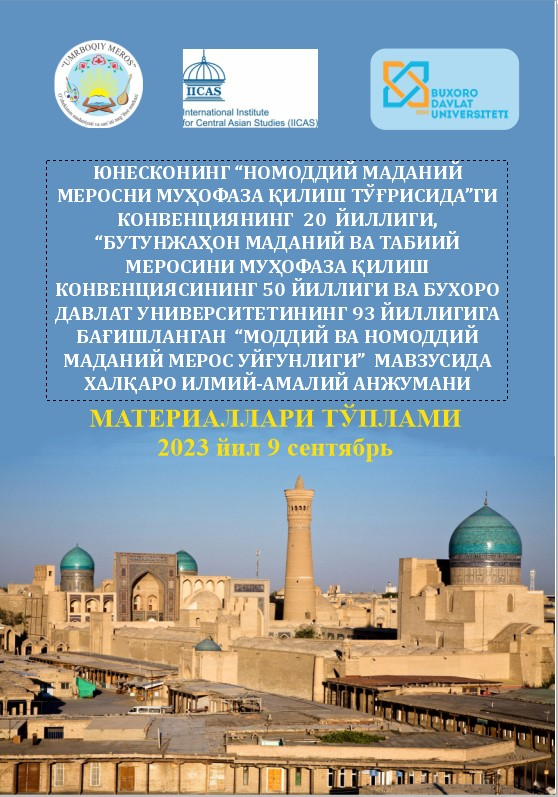 "UMRBOQIY MEROS"
IICAS
International Institute
for Central Asian Studies (IICAS)
BUXORO
DAVLAT
UNIVERSITETI
ЮНЕСКОНИНГ “НОМОДДИЙ МАДАНИЙ
МЕРОСНИ МУҲОФАЗА ҚИЛИШ ТЎҒРИСИДА”ГИ
КОНВЕНЦИЯНИНГ 20 ЙИЛЛИГИ,
“БУТУНЖАҲОН МАДАНИЙ ВА ТАБИИЙ
МЕРОСИНИ МУҲОФАЗА ҚИЛИШ
КОНВЕНЦИЯСИНИНГ 50 ЙИЛЛИГИ ВА БУХОРО
ДАВЛАТ УНИВЕРСИТЕТИНИНГ 93 ЙИЛЛИГИГА
БАҒИШЛАНГАН “МОДДИЙ ВА НОМОДДИЙ
МАДАНИЙ МЕРОС УЙҒУНЛИГИ” МАВЗУСИДА
ХАЛҚАРО ИЛМИЙ-АМАЛИЙ АНЖУМАНИ
МАТЕРИАЛЛАРИ ТЎПЛАМИ
2023 йил 9 сентябрь